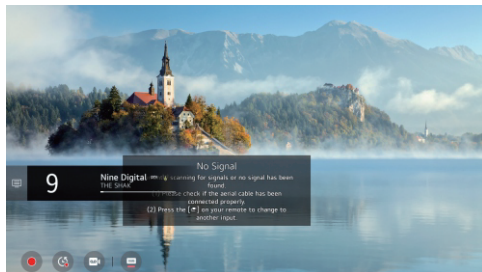 No Signal
scanning for signals or no signal has been
found.
Please check if the aerial cable has been
connected properly.
[2] Press the [ ] on your remote to change to
another input.
9
Nine Digital
THE SHAK